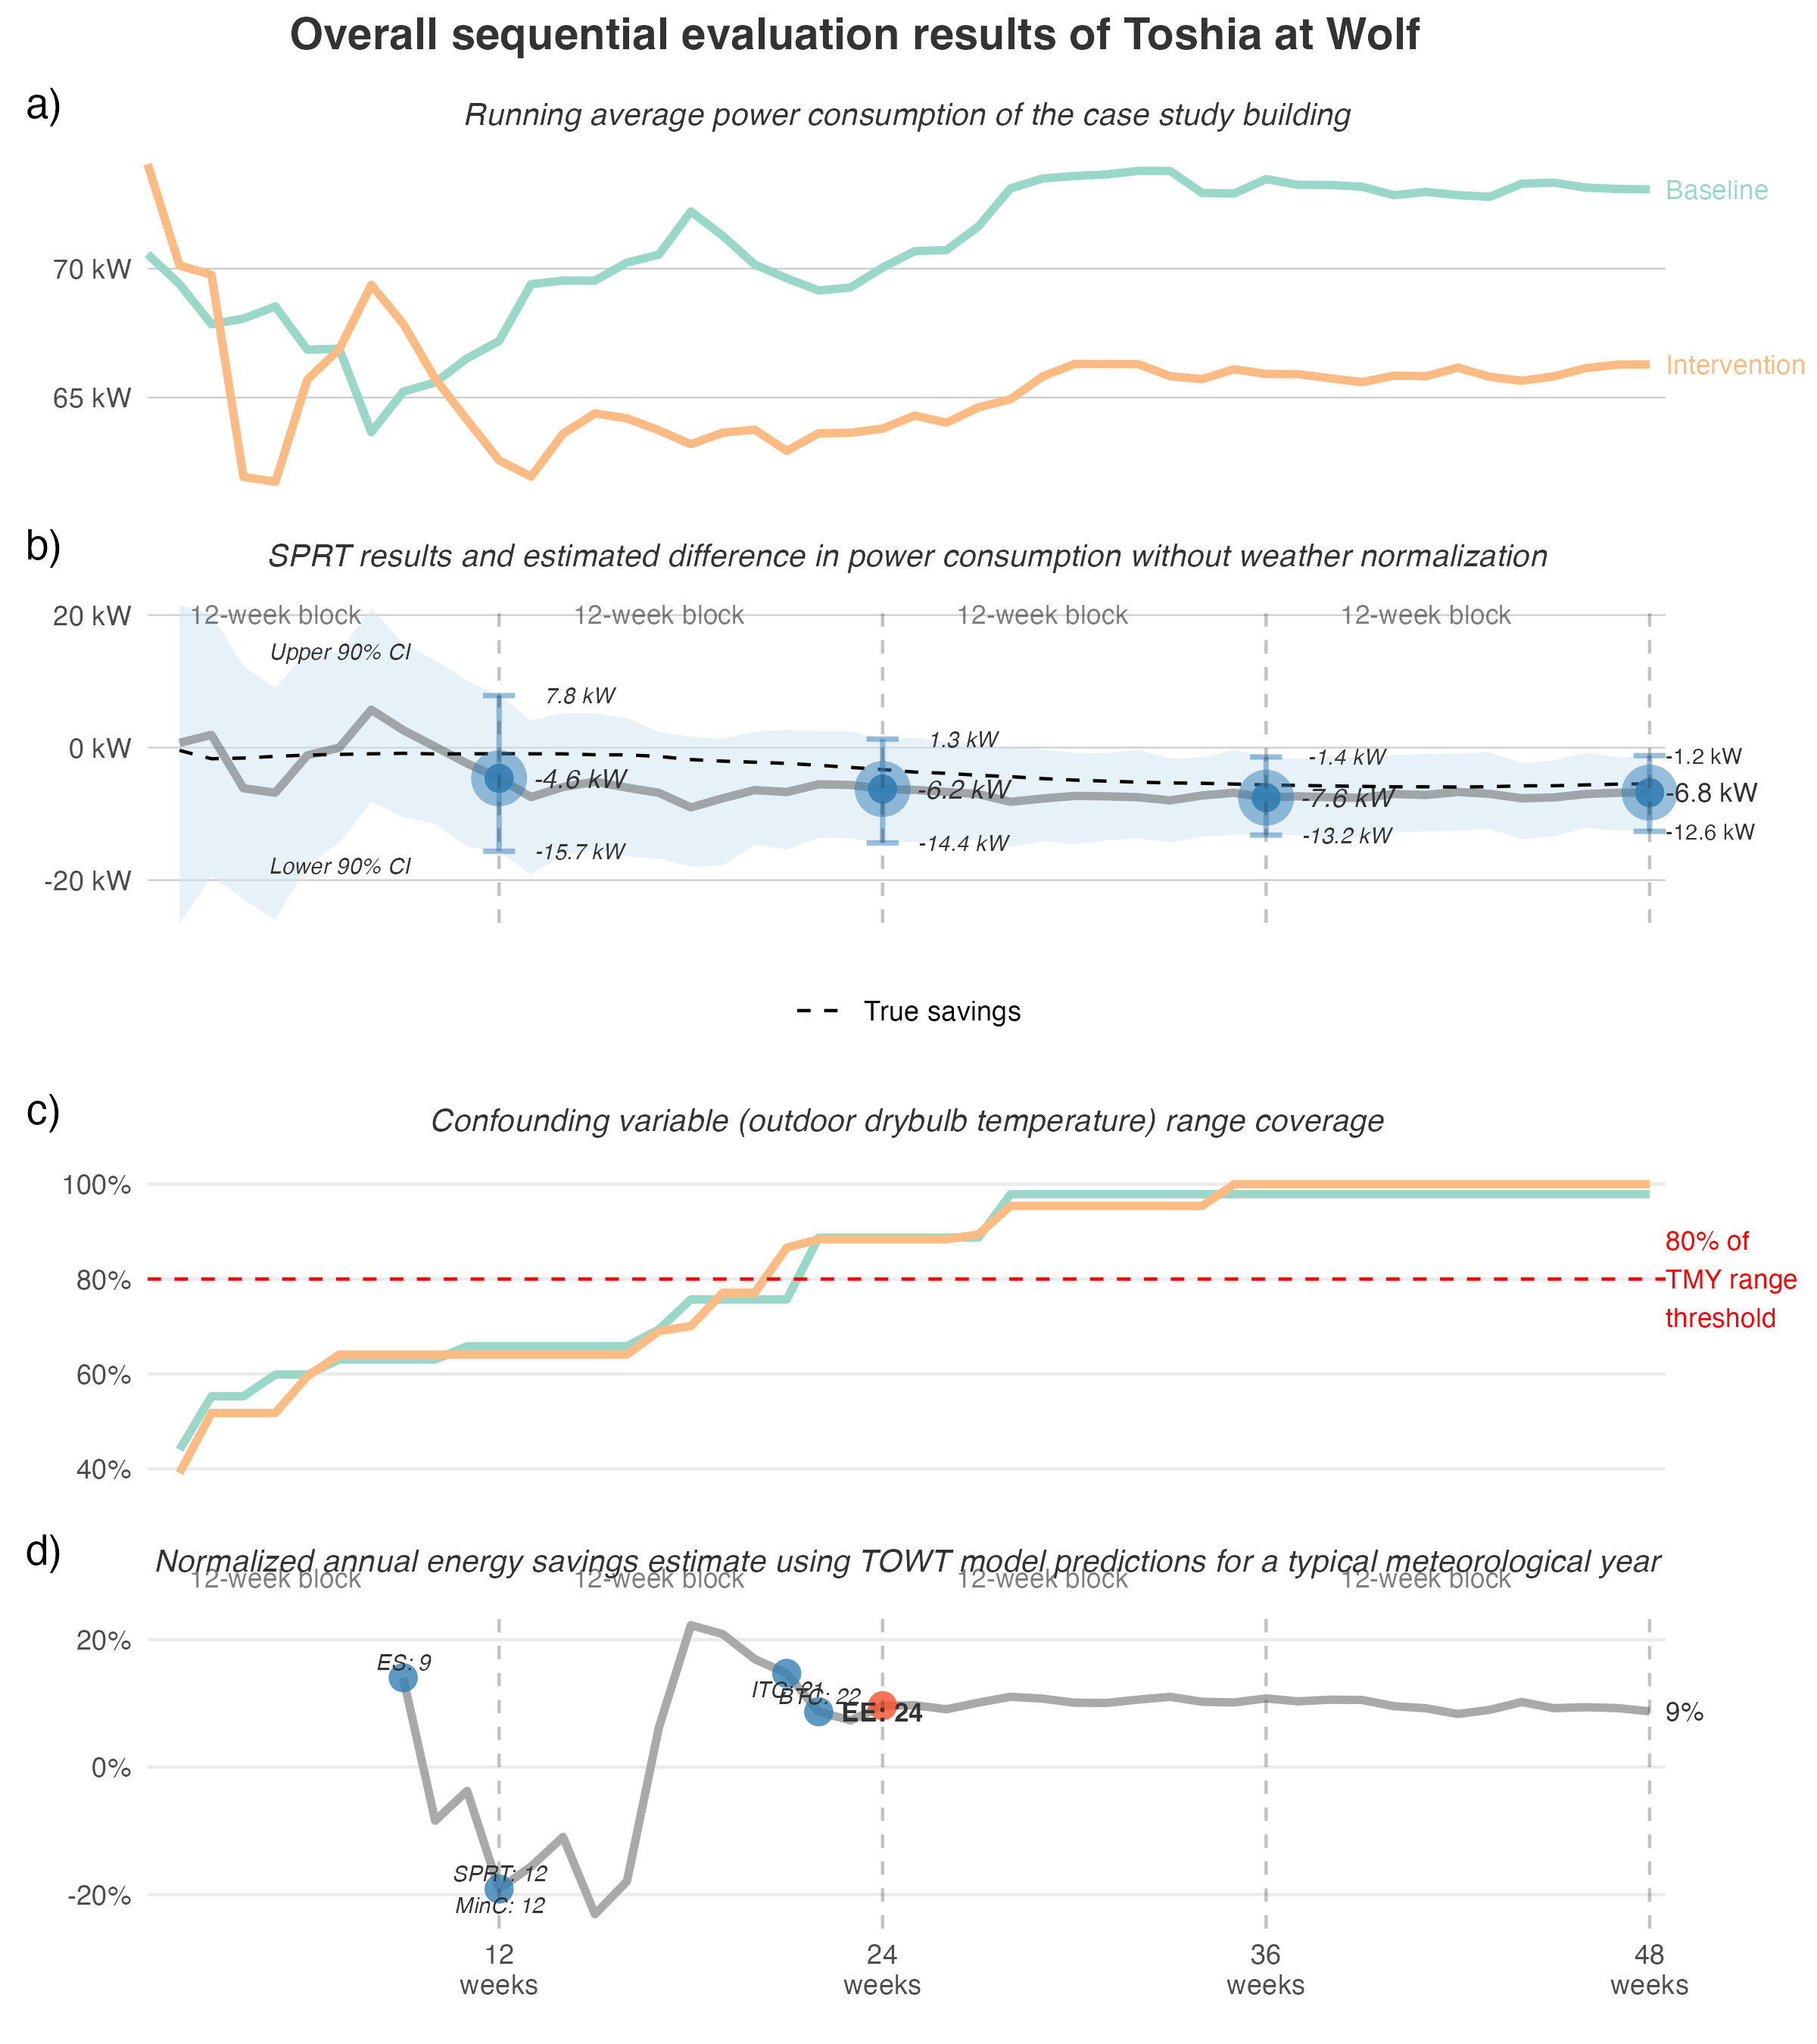 Overall sequential evaluation results of Toshia at Wolf
a)
Running average power consumption of the case study building
Baseline
70 kW
Intervention
65 kW
b)
SPRT results and estimated difference in power consumption without weather normalization
20 kW
12-week block
12-week block
12-week block
12-week block
Upper 90% CI
7.8 kW
1.3 kW
-1.4 kW
-1.2 kW
0 kW
-4.6 kW
-6.2 kW
-7.6 kW
-6.8 kW
-15.7 kW
-14.4 kW
-13.2 kW
-12.6 kW
Lower 90% CI
-20 kW
True savings
c)
Confounding variable (outdoor drybulb temperature) range coverage
100%
80%
60%
40%
80% of
TMY range
threshold
d)
Normalized annual energy savings estimate using TOWT model predictions for a typical meteorological year
12-week block
12-week block
12-week block
12-week block
20%
ES: 9
ITC: 21
BTC: 22
EE: 24
9%
0%
SPRT: 12
-20%
MinC: 12
12
weeks
24
weeks
36
weeks
48
weeks